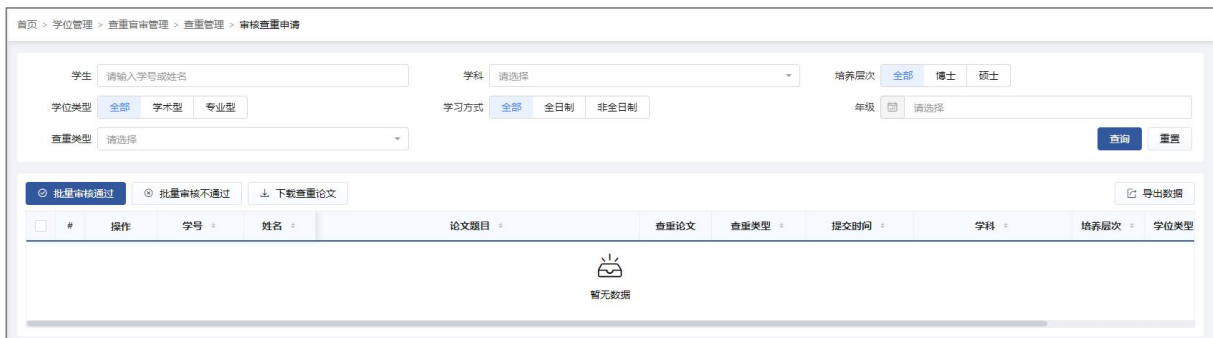 首页 > 学位管理 > 查重盲审管理 > 查重管理 > 审核查重申请
学生 请输入学号或姓名 学科 请选择 培养层次 全部 博士 硕士
学位类型 全部 学术型 专业型 学习方式 全部 全日制 非全日制 年级 请选择
查重类型 请选择 查询 重置
批量审核通过 批量审核不通过 下载查重论文 导出数据
# 操作 学号 姓名 论文题目 查重论文 查重类型 提交时间 学科 培养层次 学位类型
暂无数据